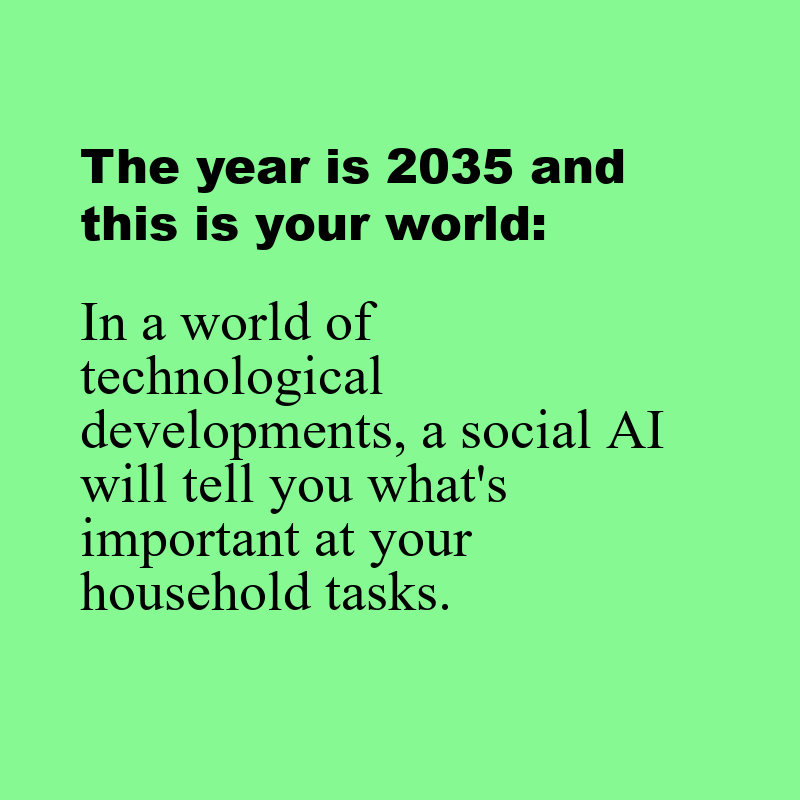 The year is 2035 and
this is your world:
In a world of
technological
developments, a social AI
will tell you what's
important at your
household tasks.